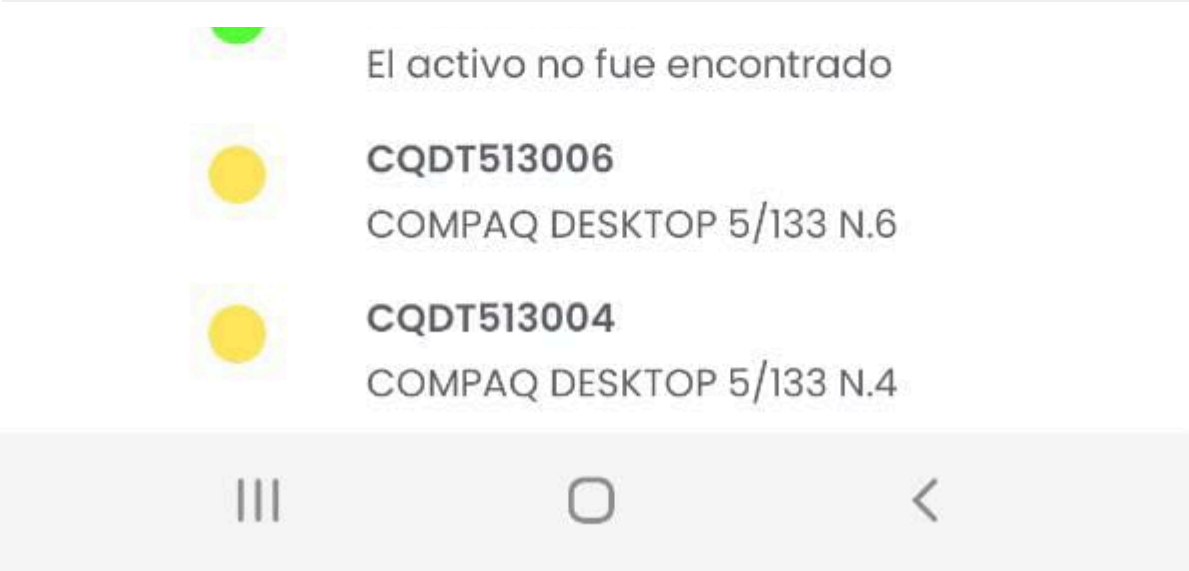 El activo no fue encontrado
CQDT513006
COMPAQ DESKTOP 5/133 N.6
CQDT513004
COMPAQ DESKTOP 5/133 N.4